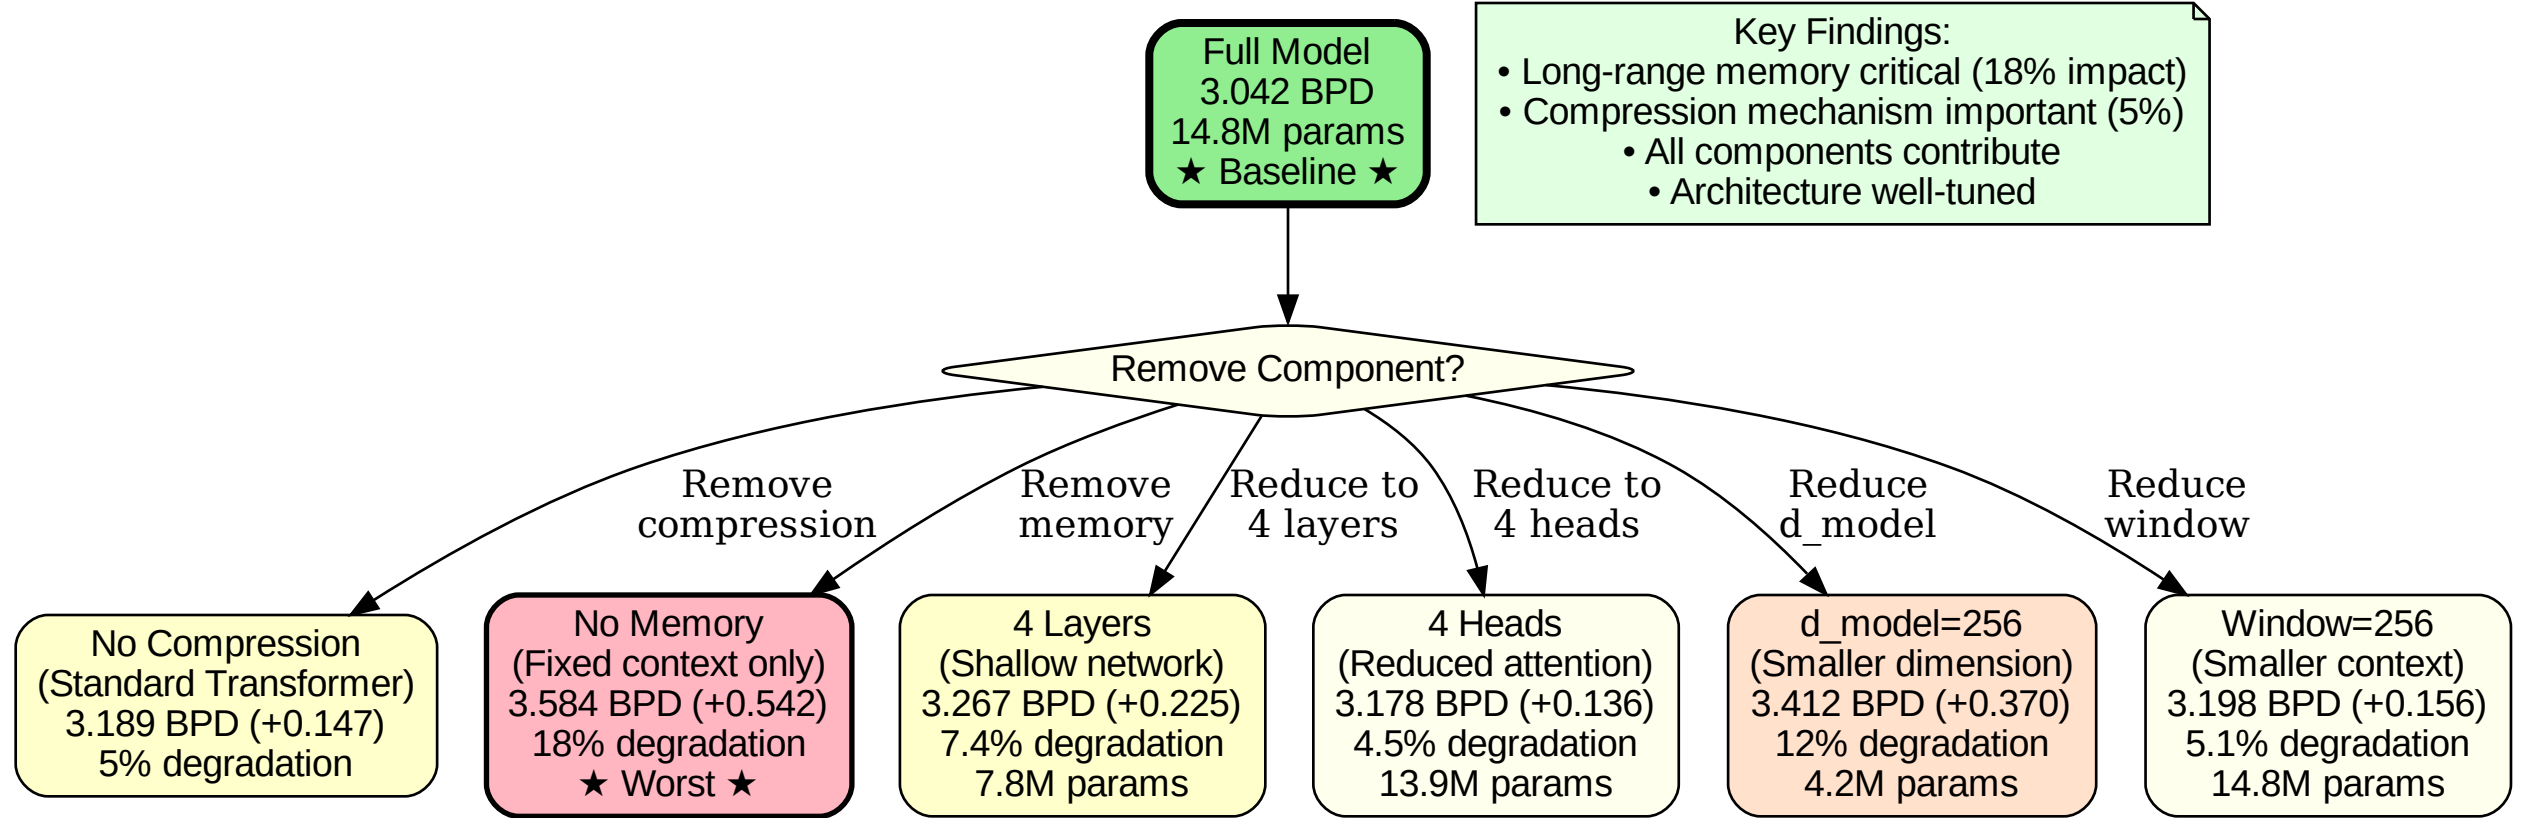 Full Model
3.042 BPD
14.8M params
★ Baseline ★
Key Findings:
• Long-range memory critical (18% impact)
• Compression mechanism important (5%)
• All components contribute
• Architecture well-tuned
Remove Component?
Remove
compression
Remove
memory
Reduce to
4 layers
Reduce to
4 heads
Reduce
d_model
Reduce
window
No Compression
(Standard Transformer)
3.189 BPD (+0.147)
5% degradation
No Memory
(Fixed context only)
3.584 BPD (+0.542)
18% degradation
★ Worst ★
4 Layers
(Shallow network)
3.267 BPD (+0.225)
7.4% degradation
7.8M params
4 Heads
(Reduced attention)
3.178 BPD (+0.136)
4.5% degradation
13.9M params
d_model=256
(Smaller dimension)
3.412 BPD (+0.370)
12% degradation
4.2M params
Window=256
(Smaller context)
3.198 BPD (+0.156)
5.1% degradation
14.8M params